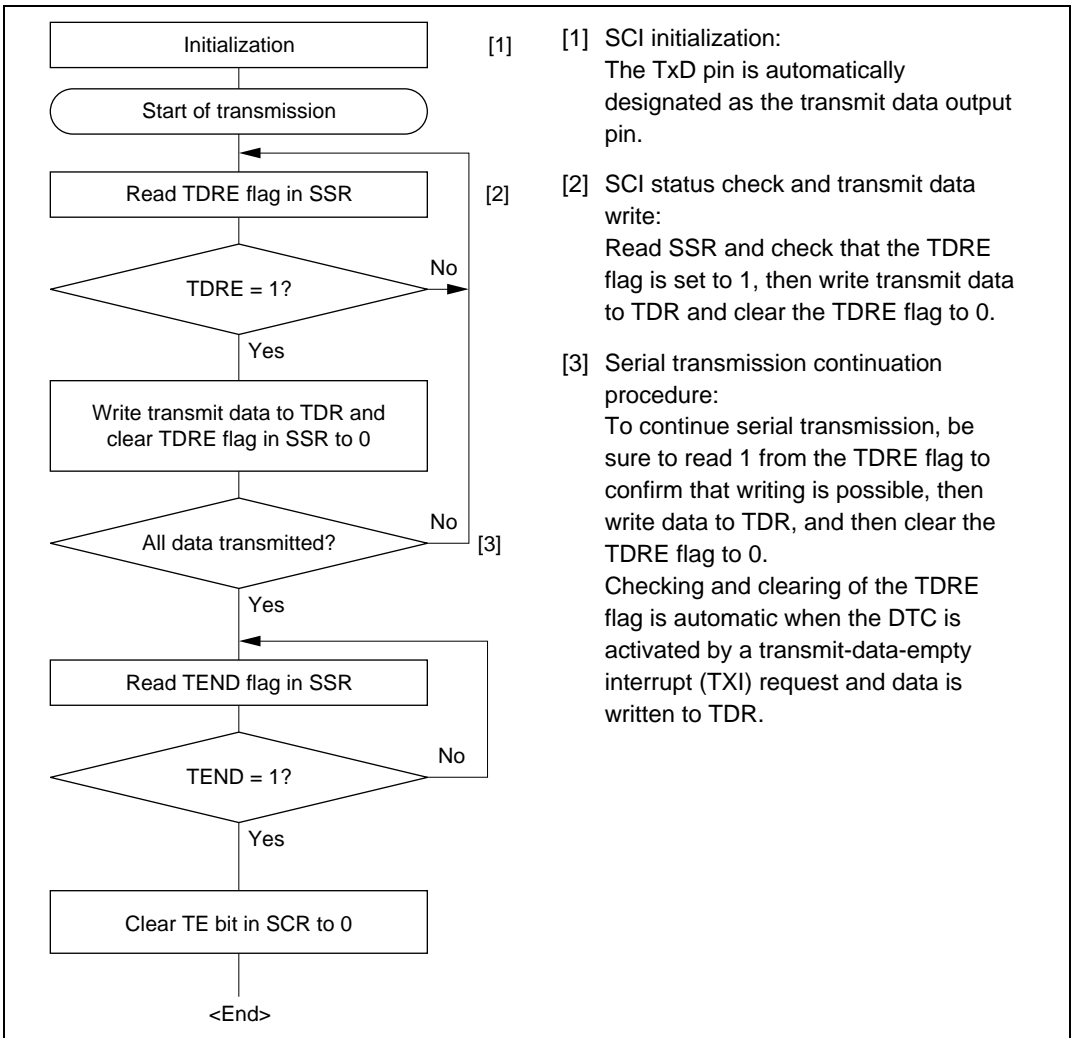 Initialization
[1]
Start of transmission
Read TDRE flag in SSR
[2]
No
TDRE = 1?
Yes
Write transmit data to TDR and
clear TDRE flag in SSR to 0
No
All data transmitted?
[3]
Yes
Read TEND flag in SSR
No
TEND = 1?
Yes
Clear TE bit in SCR to 0
<End>
[1] SCI initialization:
The TxD pin is automatically
designated as the transmit data output
pin.
[2] SCI status check and transmit data
write:
Read SSR and check that the TDRE
flag is set to 1, then write transmit data
to TDR and clear the TDRE flag to 0.
[3] Serial transmission continuation
procedure:
To continue serial transmission, be
sure to read 1 from the TDRE flag to
confirm that writing is possible, then
write data to TDR, and then clear the
TDRE flag to 0.
Checking and clearing of the TDRE
flag is automatic when the DTC is
activated by a transmit-data-empty
interrupt (TXI) request and data is
written to TDR.